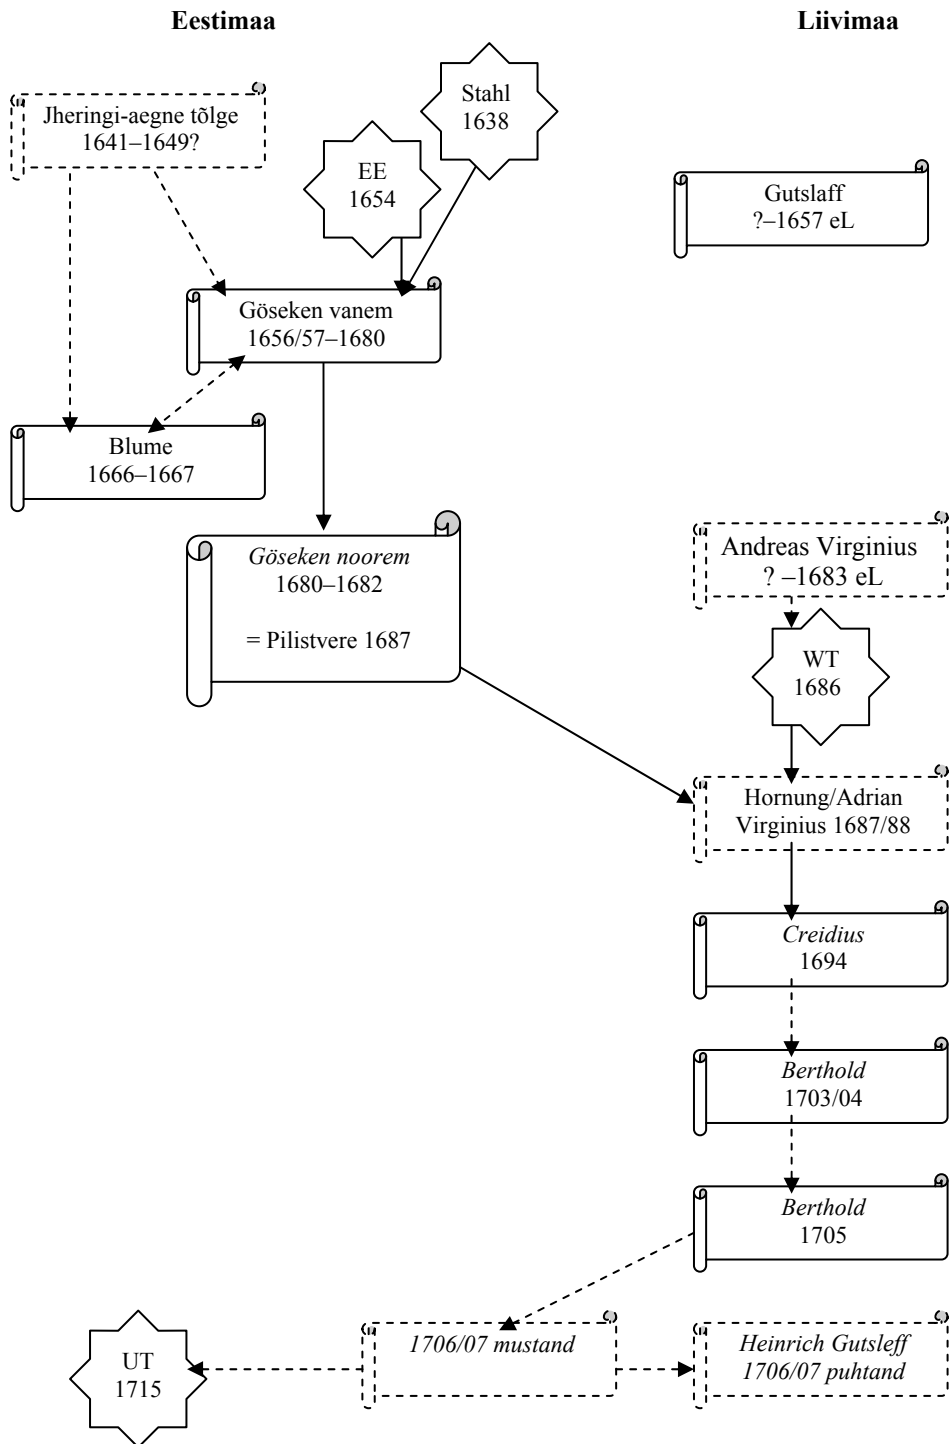 Eestimaa
Liivimaa
Jheringi-aegne tõlge
1641–1649?
Stahl
1638
EE
1654
Gutslaff
?–1657 eL
Göseken vanem
1656/57–1680
Blume
1666–1667
Göseken noorem
1680–1682
= Pilistvere 1687
Andreas Virginius
? –1683 eL
WT
1686
Hornung/Adrian
Virginius 1687/88
Creidius
1694
Berthold
1703/04
Berthold
1705
UT
1715
1706/07 mustand
Heinrich Gutsleff
1706/07 puhtand